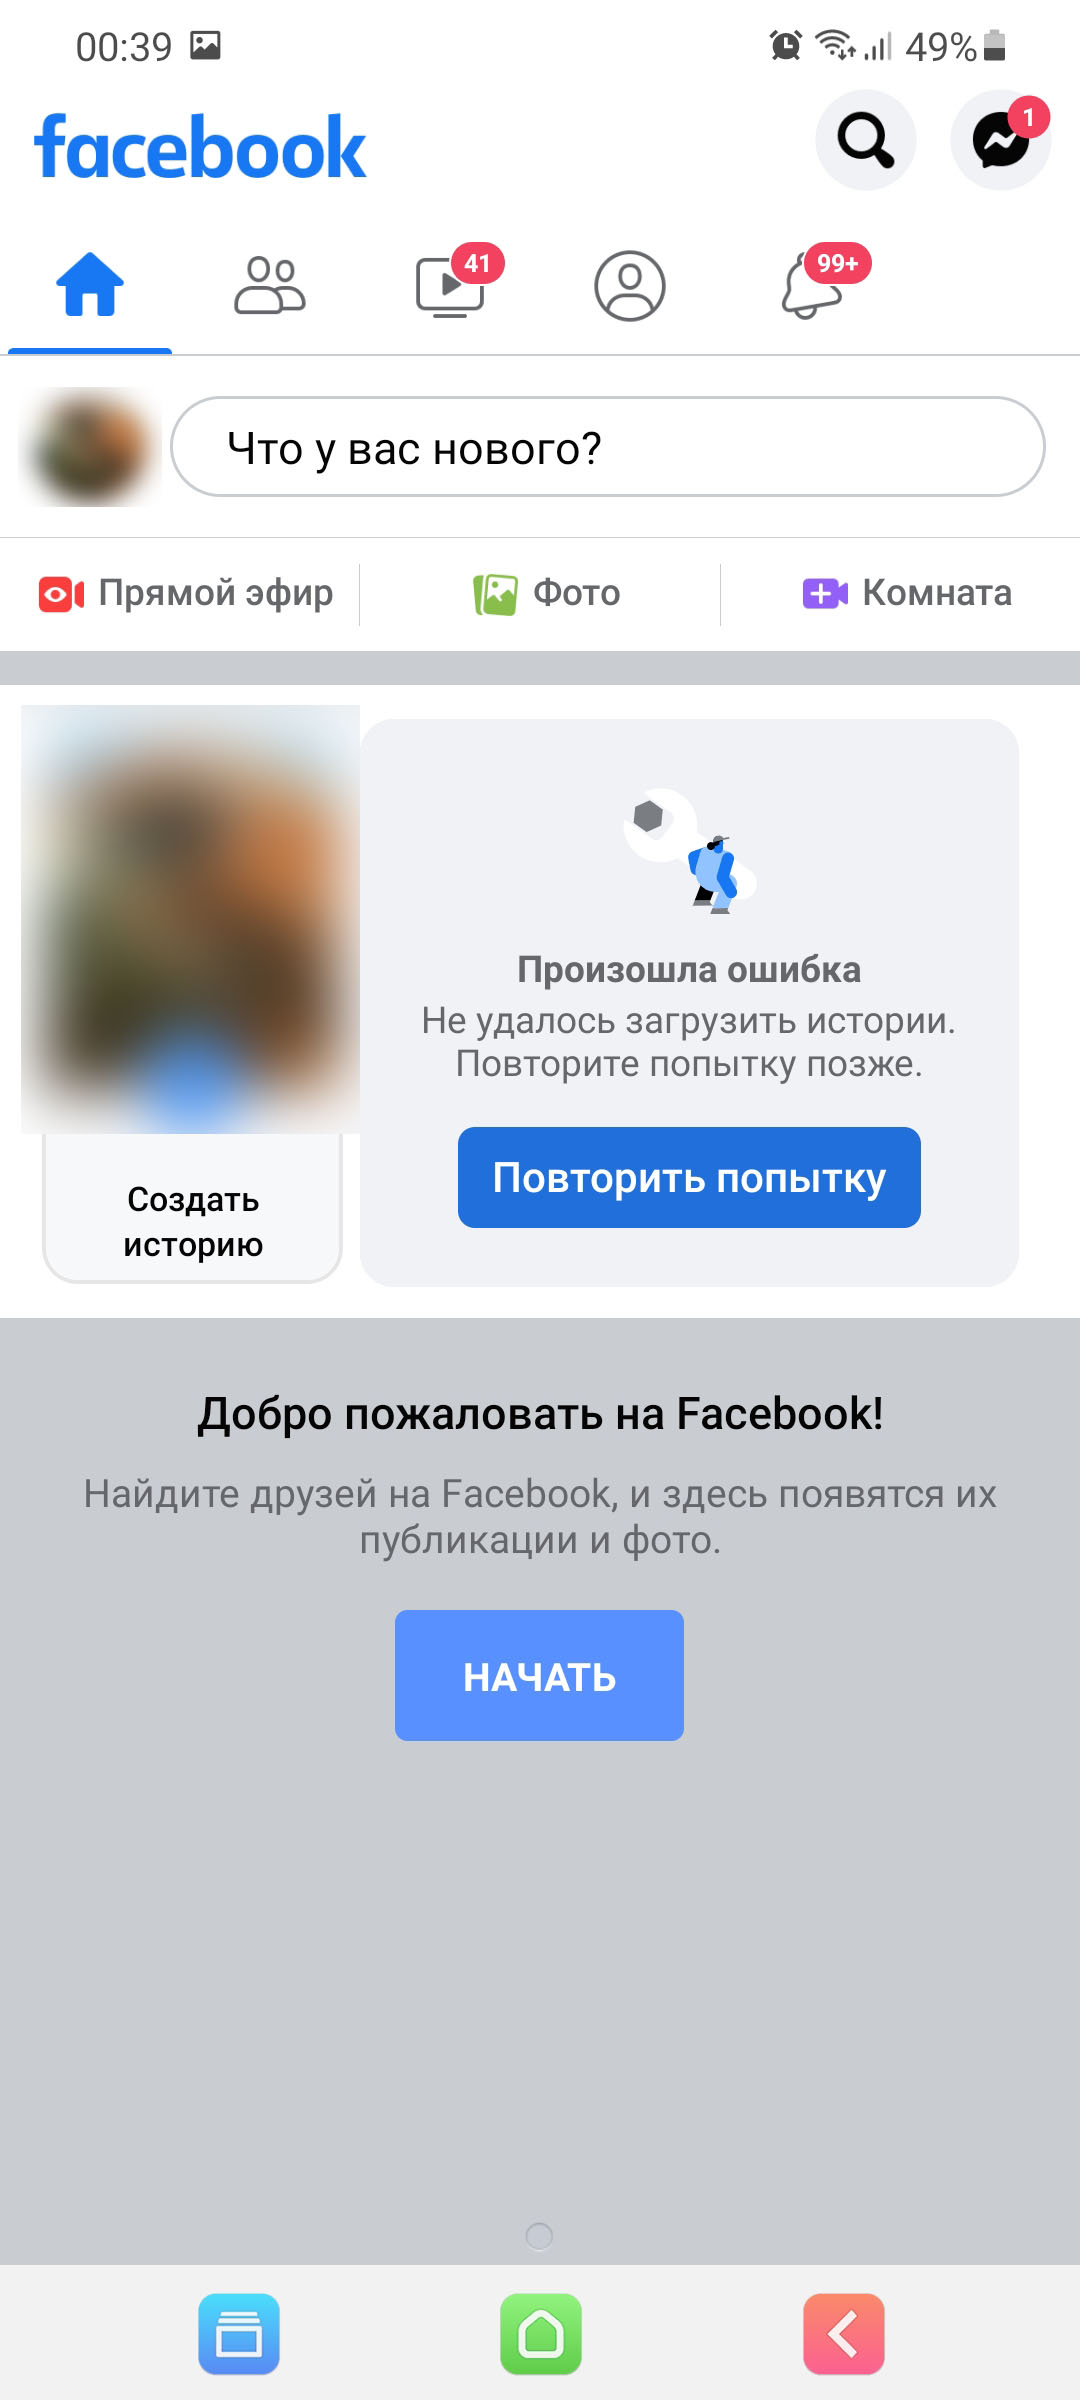 00:39
49%
facebook
1
41
99+
Что у вас нового?
Прямой эфир
Фото
Комната
Произошла ошибка
Не удалось загрузить истории.
Повторите попытку позже.
Повторить попытку
Создать
историю
Добро пожаловать на Facebook!
Найдите друзей на Facebook, и здесь появятся их
публикации и фото.
НАЧАТЬ